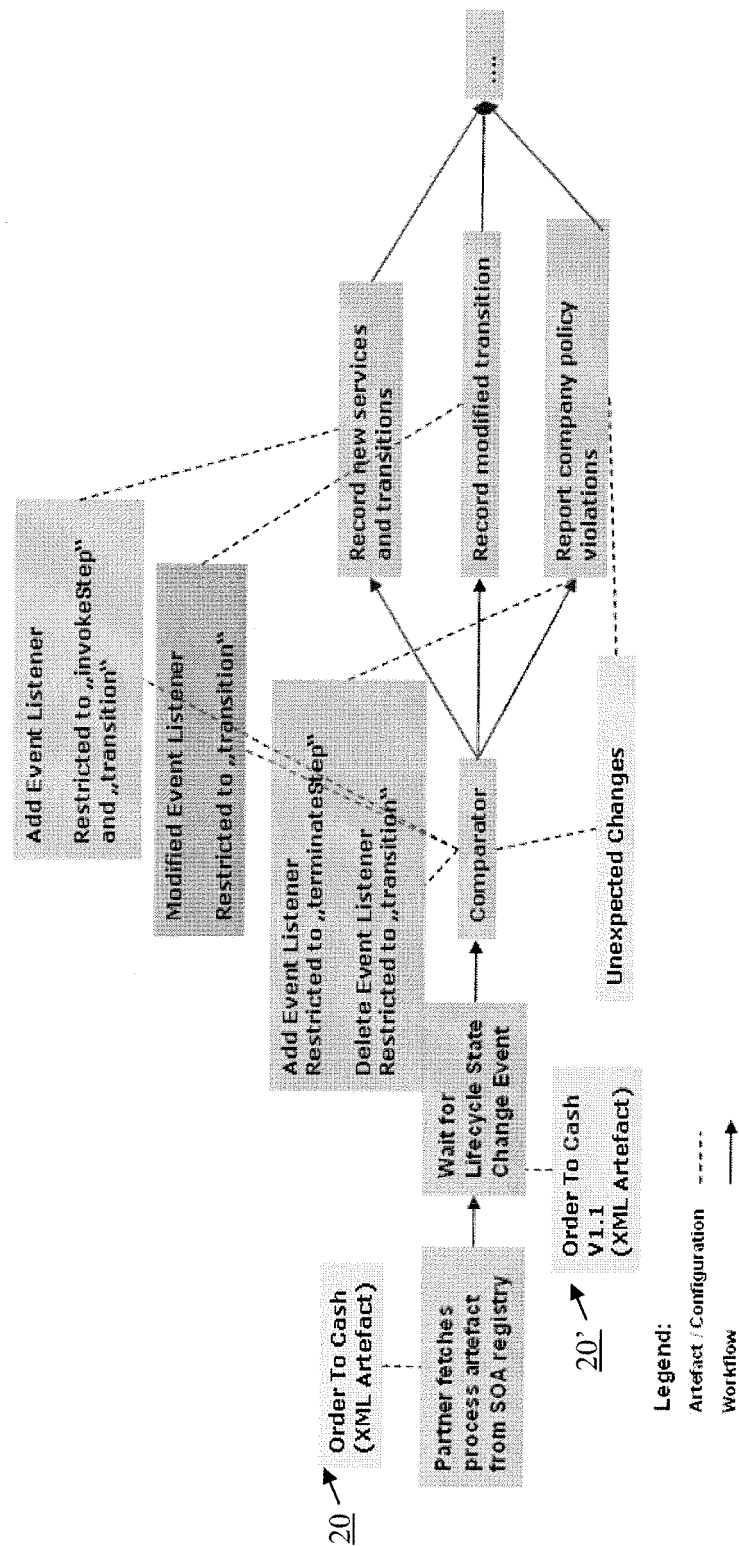 20
Order To Cash
(XML Artefact)
Partner fetches
process artefact
from SOA registry
Wait for
Lifecycle State
Change Event
Order To Cash
V1.1
(XML Artefact)
20'
Add Event Listener
Restricted to „invokeStep“
and „transition“
Modified Event Listener
Restricted to „transition“
Add Event Listener
Restricted to „terminateStep“
Delete Event Listener
Restricted to „transition“
Comparator
Unexpected Changes
Record new services
and transitions
Record modified transition
Report company policy
violations
....
Legend:
Artefact / Configuration
Workflow